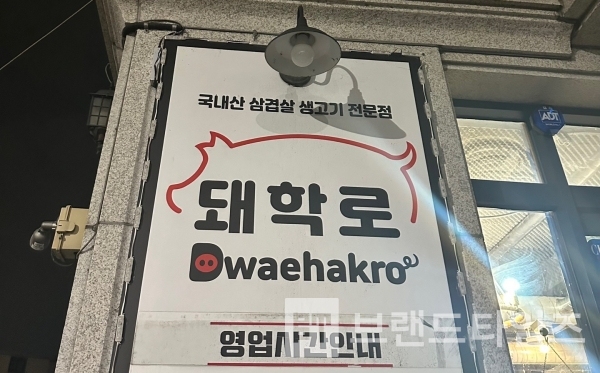 국내산 삼겹살 생고기 전문점
돼학로
Dwaehakro
영업시간안내
ADT
브랜드타임즈